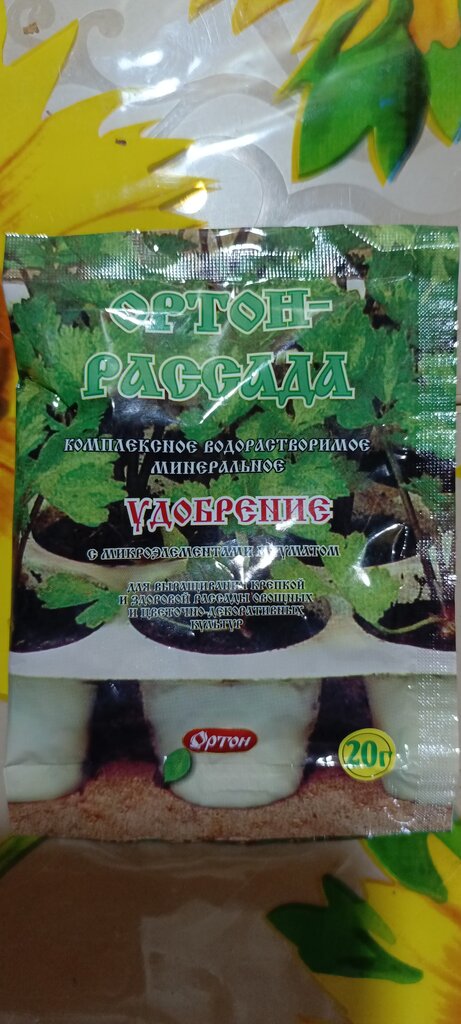 ОРТОН-
РАССАДА
КОМПЛЕКСНОЕ ВОДОРАСТВОРИМОЕ
МИНЕРАЛЬНОЕ
УДОБРЕНИЕ
С МИКРОЭЛЕМЕНТАМИ И ГУМАТОМ
ДЛЯ ВЫРАЩИВАНИЯ КРЕПКОЙ
И ЗДОРОВОЙ РАССАДЫ ОВОЩНЫХ
И ЦВЕТОЧНО-ДЕКОРАТИВНЫХ
КУЛЬТУР
ОРТОН
20г